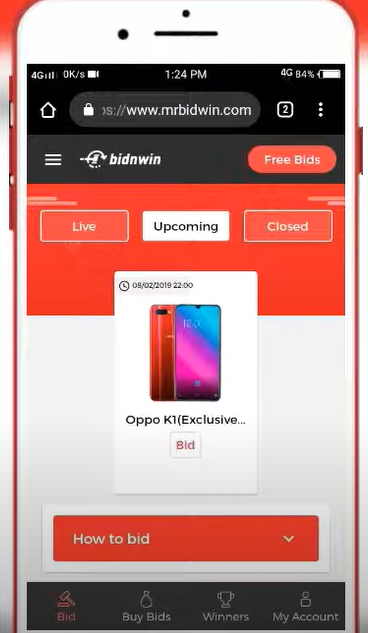 4G 0K/s 1:24 PM 4G 84%
https://www.mrbidwin.com 2
bidnwin Free Bids
Live Upcoming Closed
08/02/2019 22:00
12:00
Oppo K1(Exclusive...
Bid
How to bid
Bid Buy Bids Winners My Account